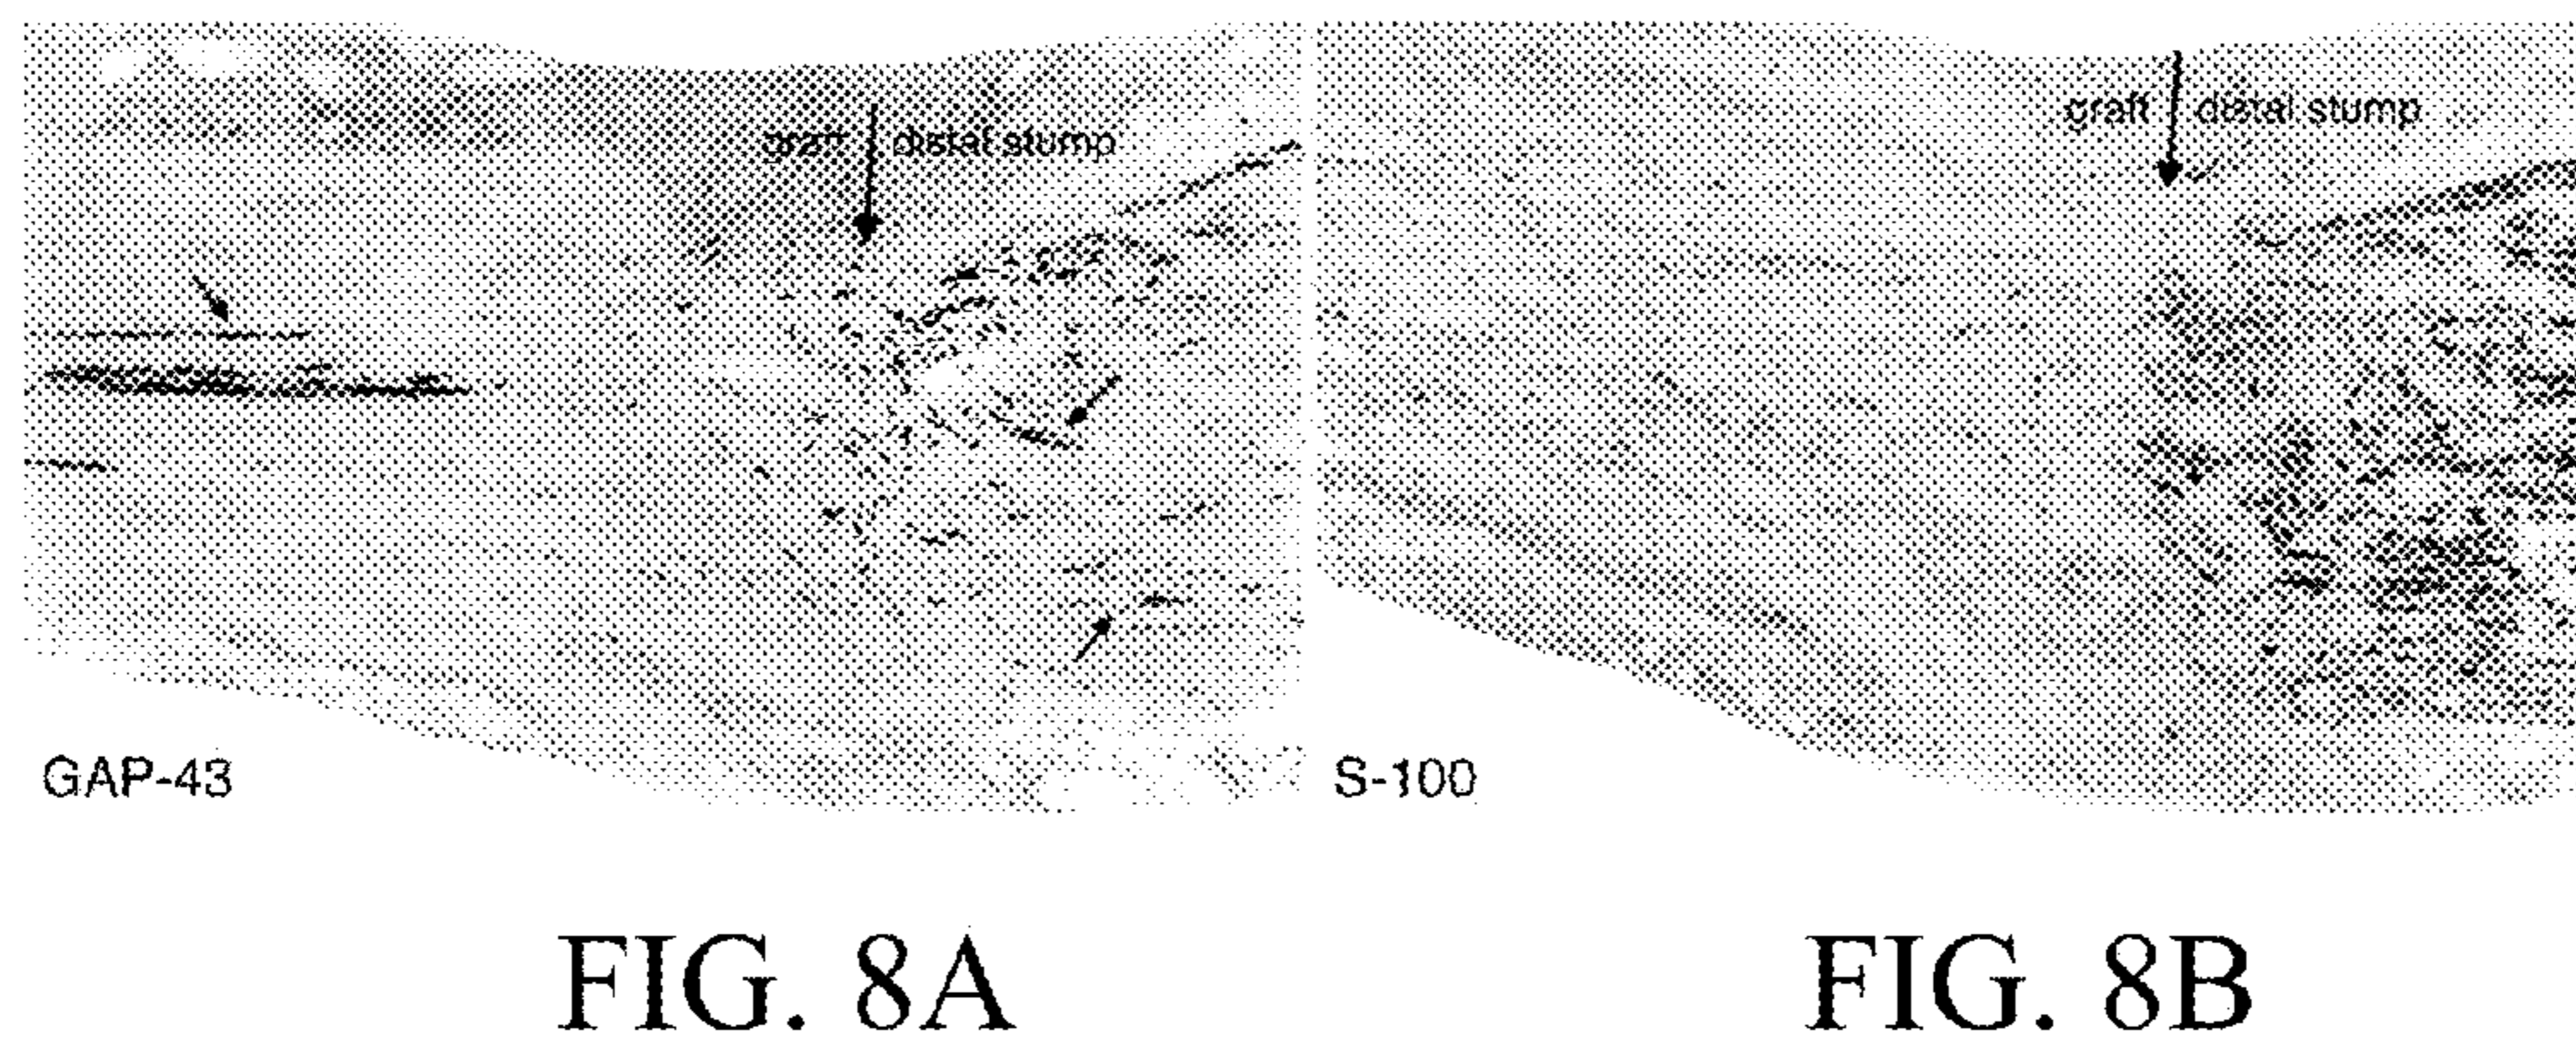 graft distal stump
GAP-43
FIG. 8A
graft distal stump
S-100
FIG. 8B